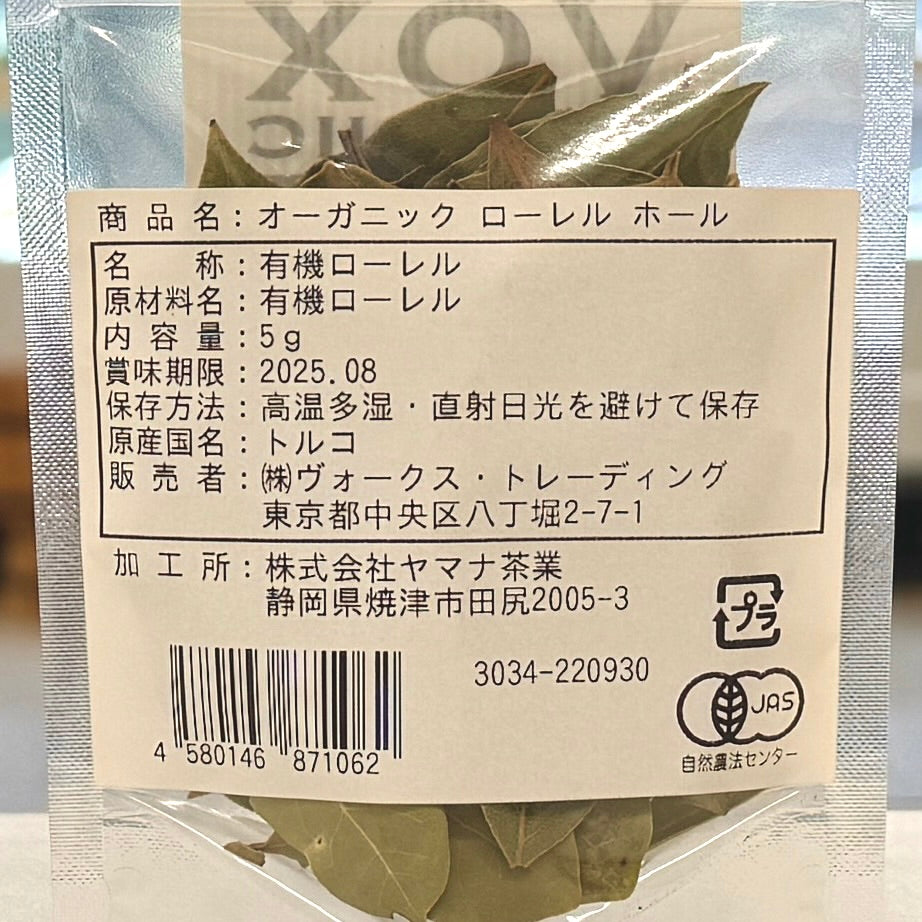 商品名：オーガニック ローレル ホール
名称：有機ローレル
原材料名：有機ローレル
内容量：5g
賞味期限：2025.08
保存方法：高温多湿・直射日光を避けて保存
原産国名：トルコ
販売者：㈱ヴォークス・トレーディング
東京都中央区八丁堀2-7-1
加工所：株式会社ヤマナ茶業
静岡県焼津市田尻2005-3
プラ
3034-220930
JAS
自然農法センター
4 580146 871062